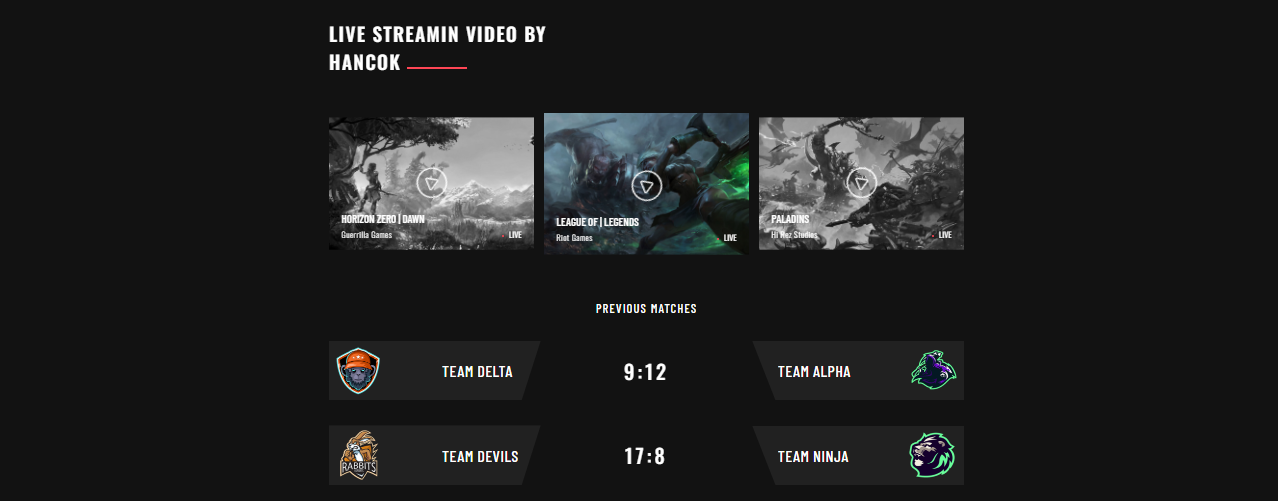 LIVE STREAMIN VIDEO BY
HANCOK
HORIZON ZERO | DAWN
Guerrilla Games
LIVE
LEAGUE OF | LEGENDS
Riot Games
LIVE
PALADINS
Hi Rez Studios
LIVE
PREVIOUS MATCHES
TEAM DELTA
9:12
TEAM ALPHA
RABBITS
TEAM DEVILS
17:8
TEAM NINJA